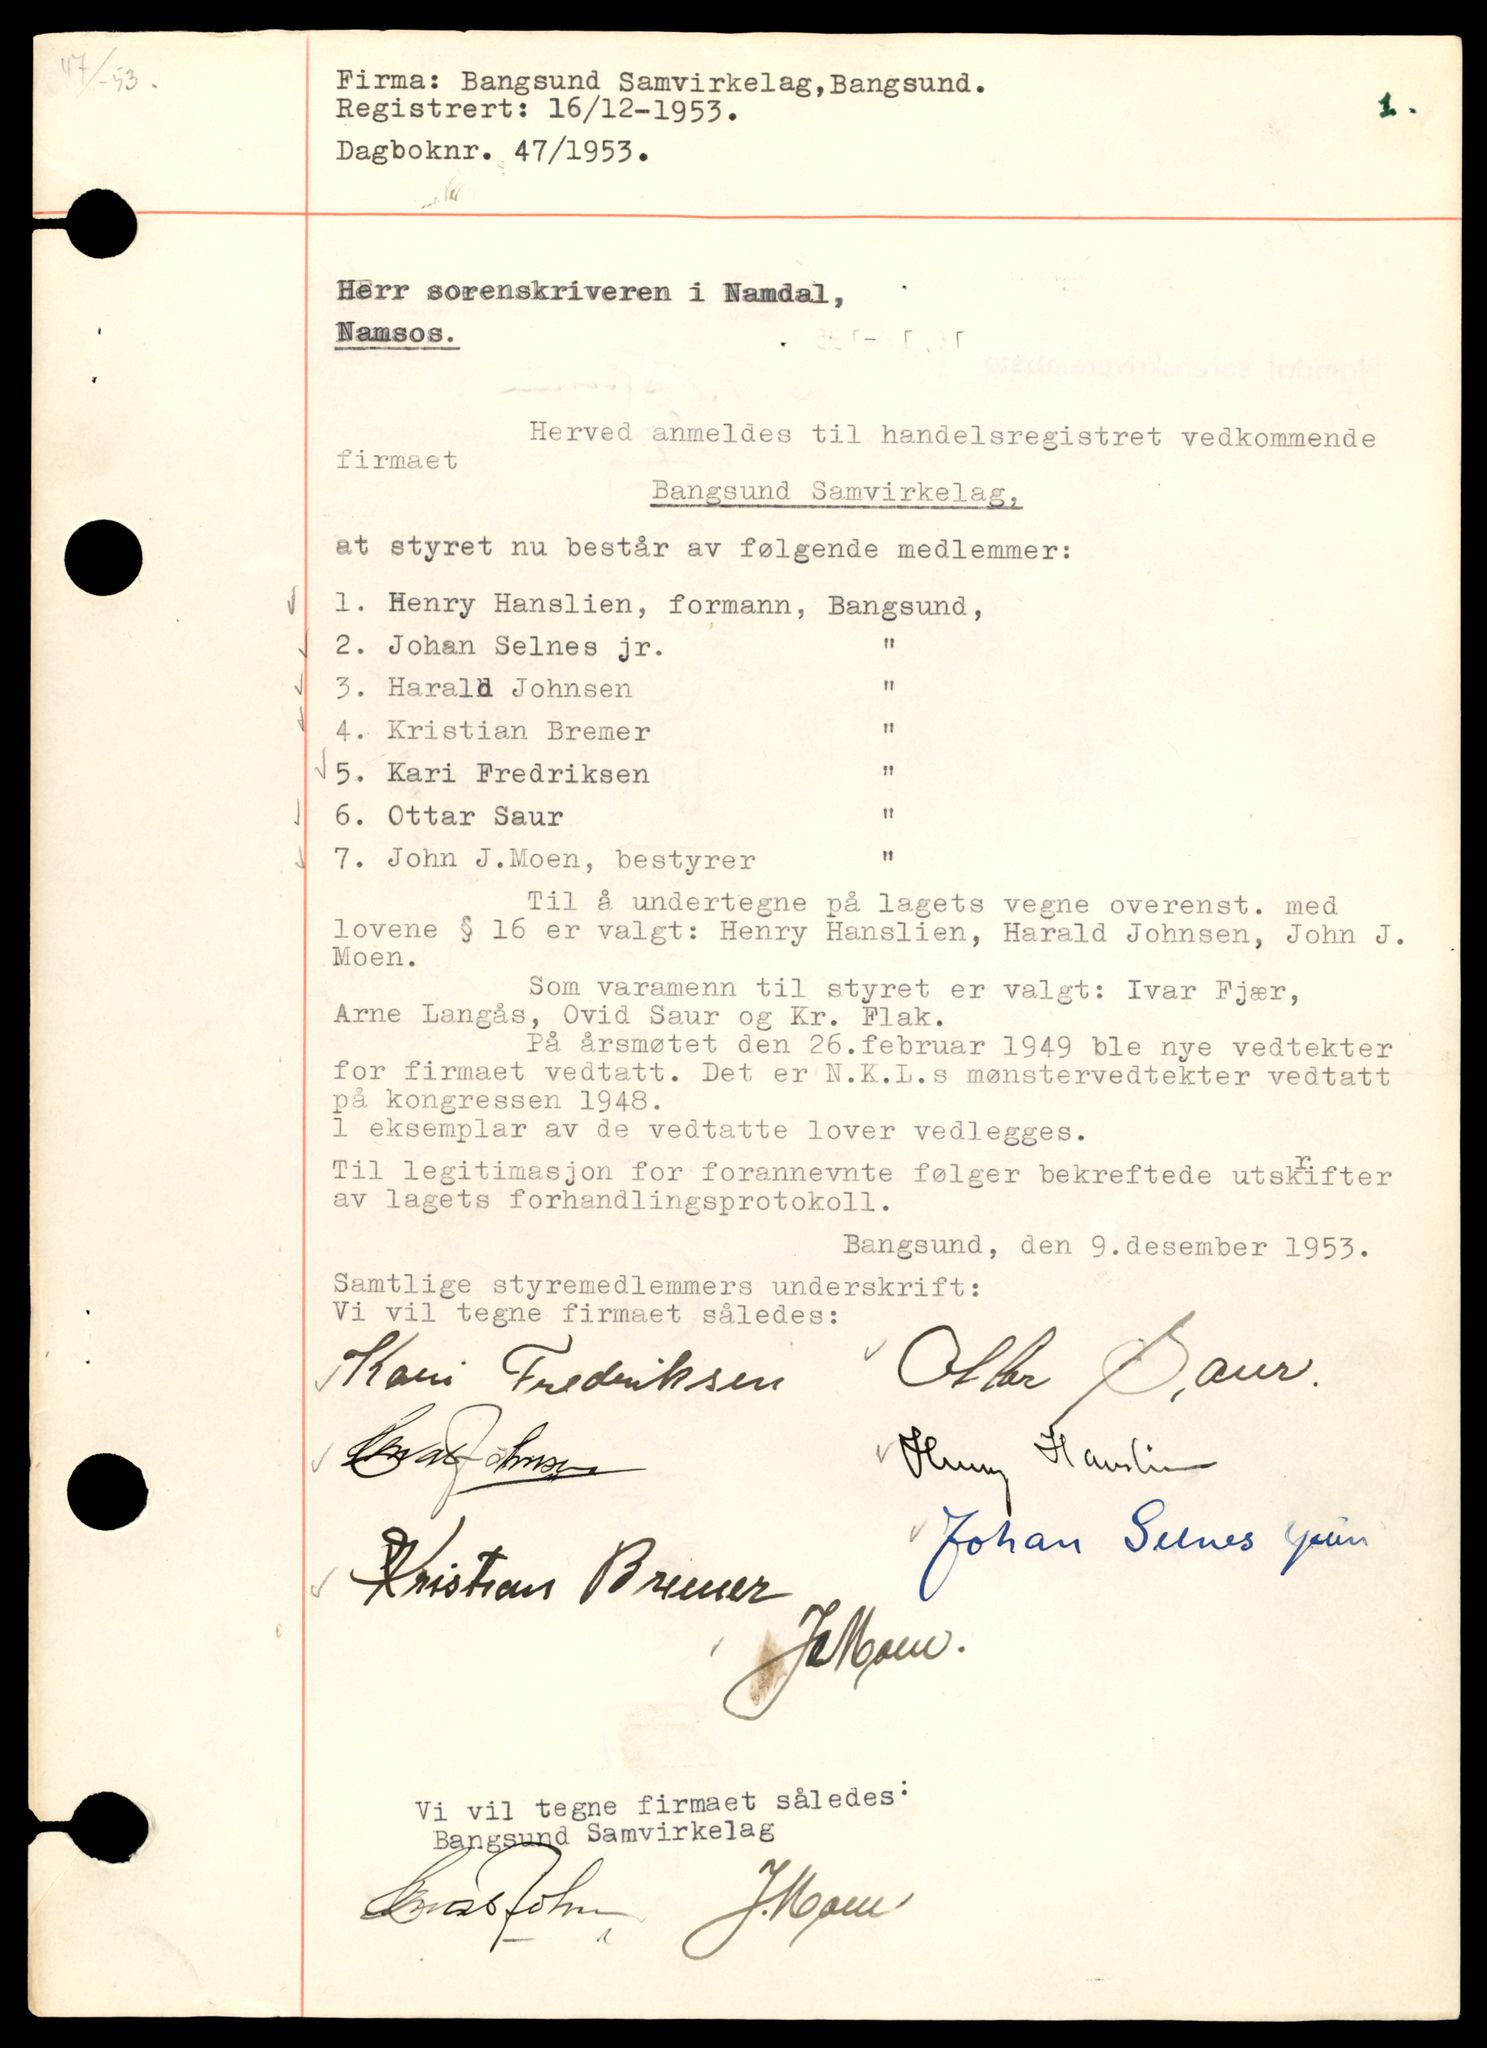 47/-53.
Firma: Bangsund Samvirkelag,Bangsund.
Registrert: 16/12-1953.
1.
Dagboknr. 47/1953.
Herr sorenskriveren i Namdal,
Namsos.
Herved anmeldes til handelsregistret vedkommende
firmaet
Bangsund Samvirkelag,
at styret nu består av følgende medlemmer:
1. Henry Hanslien, formann, Bangsund,
2. Johan Selnes jr. "
3. Harald Johnsen "
4. Kristian Bremer "
5. Kari Fredriksen "
6. Ottar Saur "
7. John J.Moen, bestyrer "
Til å undertegne på lagets vegne overenst. med
lovene § 16 er valgt: Henry Hanslien, Harald Johnsen, John J.
Moen.
Som varamenn til styret er valgt: Ivar Fjær,
Arne Langås, Ovid Saur og Kr. Flak.
På årsmøtet den 26.februar 1949 ble nye vedtekter
for firmaet vedtatt. Det er N.K.L.s mønstervedtekter vedtatt
på kongressen 1948.
1 eksemplar av de vedtatte lover vedlegges.
Til legitimasjon for forannevnte følger bekreftede utskrifter
av lagets forhandlingsprotokoll.
Bangsund, den 9.desember 1953.
Samtlige styremedlemmers underskrift:
Vi vil tegne firmaet således:
Kari Fredriksen Ottar Saur.
Harald Johnsen Henry Hanslien
Kristian Bremer Johan Selnes jun
J Moen.
Vi vil tegne firmaet således:
Bangsund Samvirkelag
Harald Johnsen J. Moen